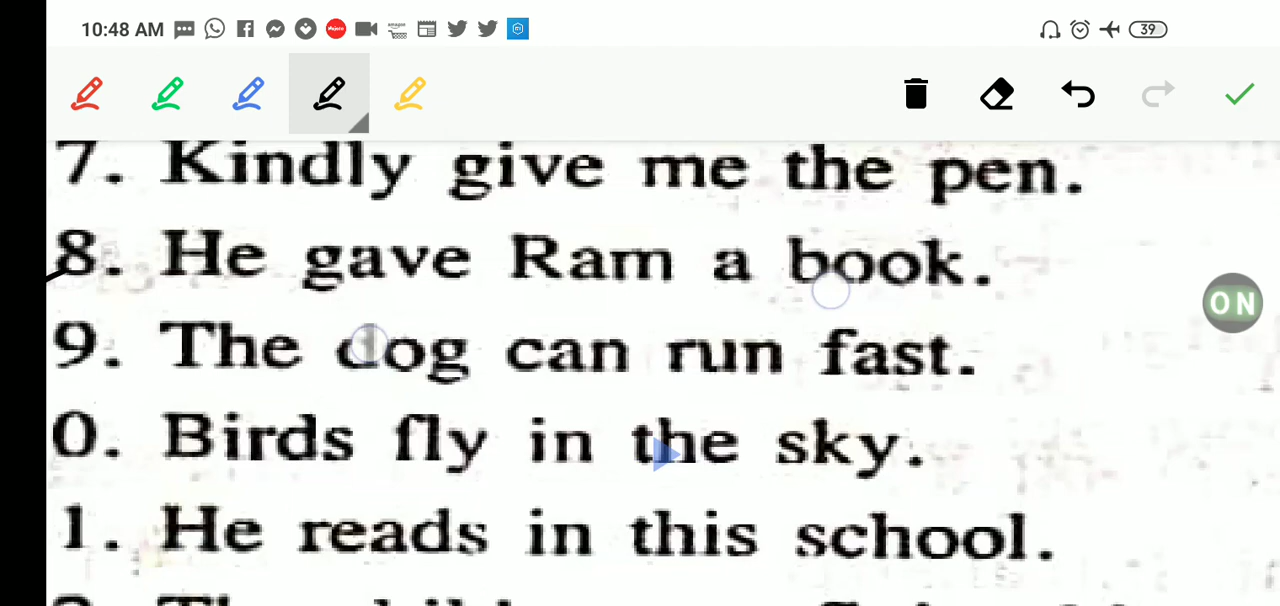 10:48 AM
39
7. Kindly give me the pen.
8. He gave Ram a book.
ON
9. The dog can run fast.
0. Birds fly in the sky.
1. He reads in this school.